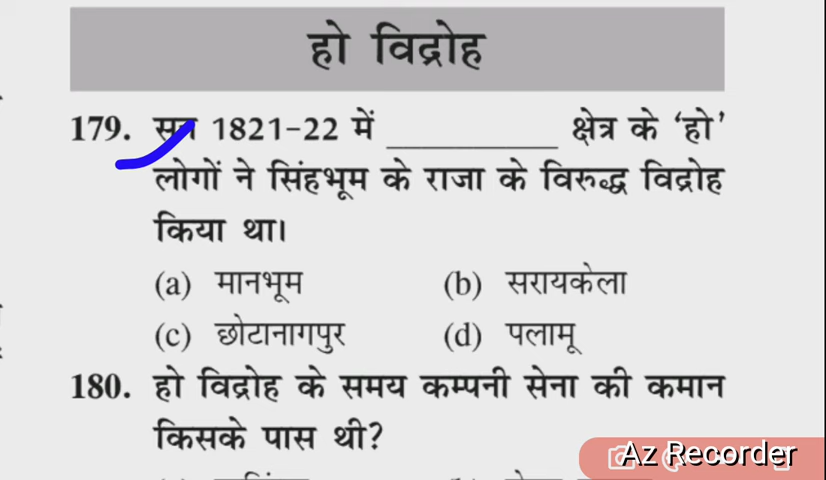 हो विद्रोह
179. सन 1821-22 में __________ क्षेत्र के ‘हो’
लोगों ने सिंहभूम के राजा के विरुद्ध विद्रोह
किया था।
(a) मानभूम (b) सरायकेला
(c) छोटानागपुर (d) पलामू
180. हो विद्रोह के समय कम्पनी सेना की कमान
किसके पास थी?
Az Recorder